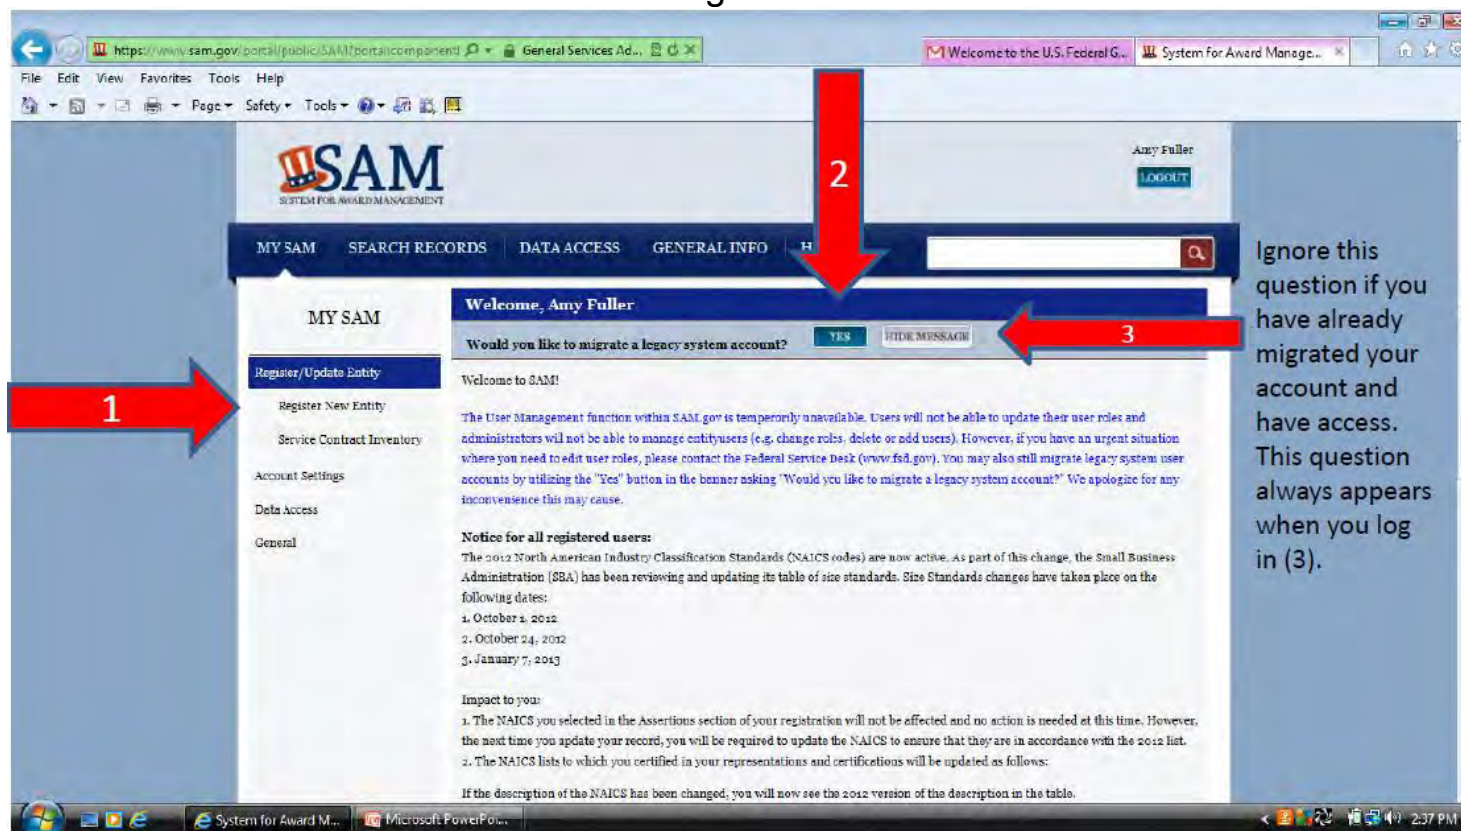 https://www.sam.gov/portal/public/SAM?portal:componentI
General Services Ad...
Welcome to the U.S. Federal G...
System for Award Manage...
File Edit View Favorites Tools Help
Page Safety Tools
SAM
SYSTEM FOR AWARD MANAGEMENT
2
Amy Fuller
LOGOUT
MY SAM SEARCH RECORDS DATA ACCESS GENERAL INFO H
MY SAM
Register/Update Entity
Register New Entity
Service Contract Inventory
Account Settings
Data Access
General
1
Welcome, Amy Fuller
Would you like to migrate a legacy system account? YES HIDE MESSAGE
3
Welcome to SAM!
The User Management function within SAM.gov is tempororily unavailable. Users will not be able to update their user roles and
administrators wil not be able to manage entityusers (e.g. change roles, delete or add users). However, if you have an urgent situation
where you need to edit user roles, please contact the Federal Service Desk (www.fsd.gov). You may also still migrate legacy system user
accounts by utilizing the "Yes" button in the banner asking "Would you like to migrate a legacy system account?" We apologize for any
inconvenience this may cause.
Notice for all registered users:
The 2012 North American Industry Classification Standards (NAICS codes) are now active. As part of this change, the Small Business
Administration (SBA) has been reviewing and updating its table of size standards. Size Standards changes have taken place on the
following dates:
1. October 1, 2012
2. October 24, 2012
3. January 7, 2013
Impact to you:
1. The NAICS you selected in the Assertions section of your registration will not be affected and no action is needed at this time. However,
the next time you update your record, you will be required to update the NAICS to ensure that they are in accordance with the 2012 list.
2. The NAICS lists to which you certified in your representations and certifications will be updated as follows:
If the description of the NAICS has been changed, you will now see the 2012 version of the description in the table.
Ignore this
question if you
have already
migrated your
account and
have access.
This question
always appears
when you log
in (3).
System for Award M...
Microsoft PowerPoi...
2:37 PM